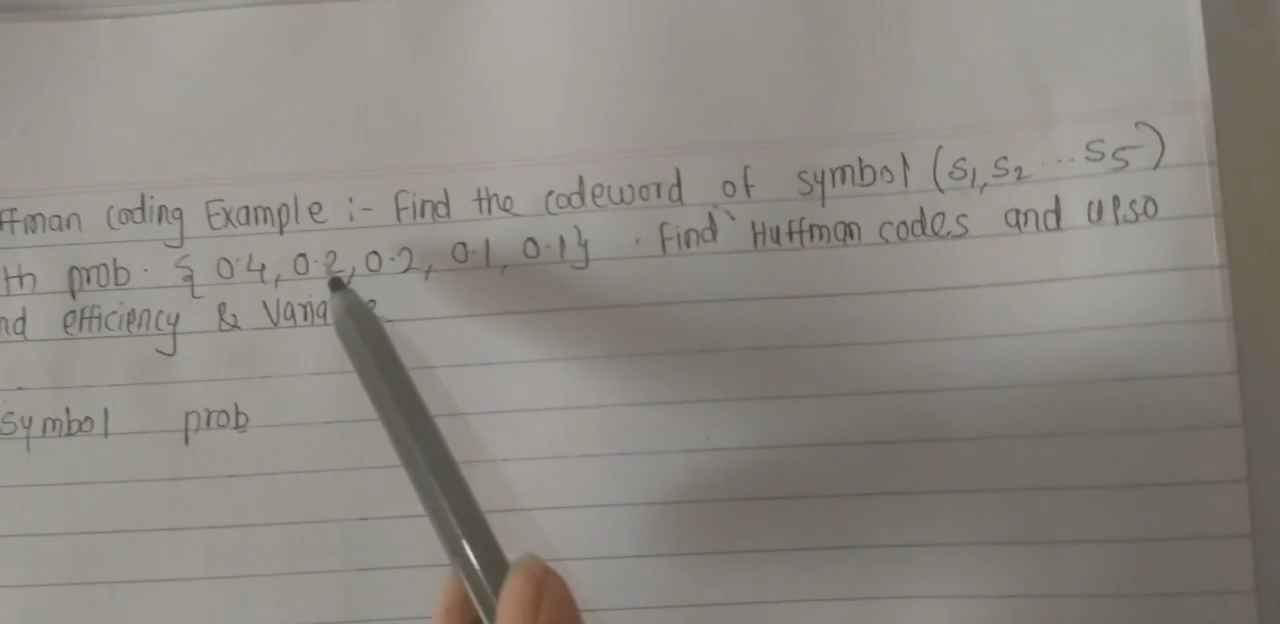 ffman coding Example :- Find the codeword of symbol (S1, S2 ... S5)
th prob. { 0.4, 0.2, 0.2, 0.1, 0.1} . Find Huffman codes and also
nd efficiency &
symbol prob